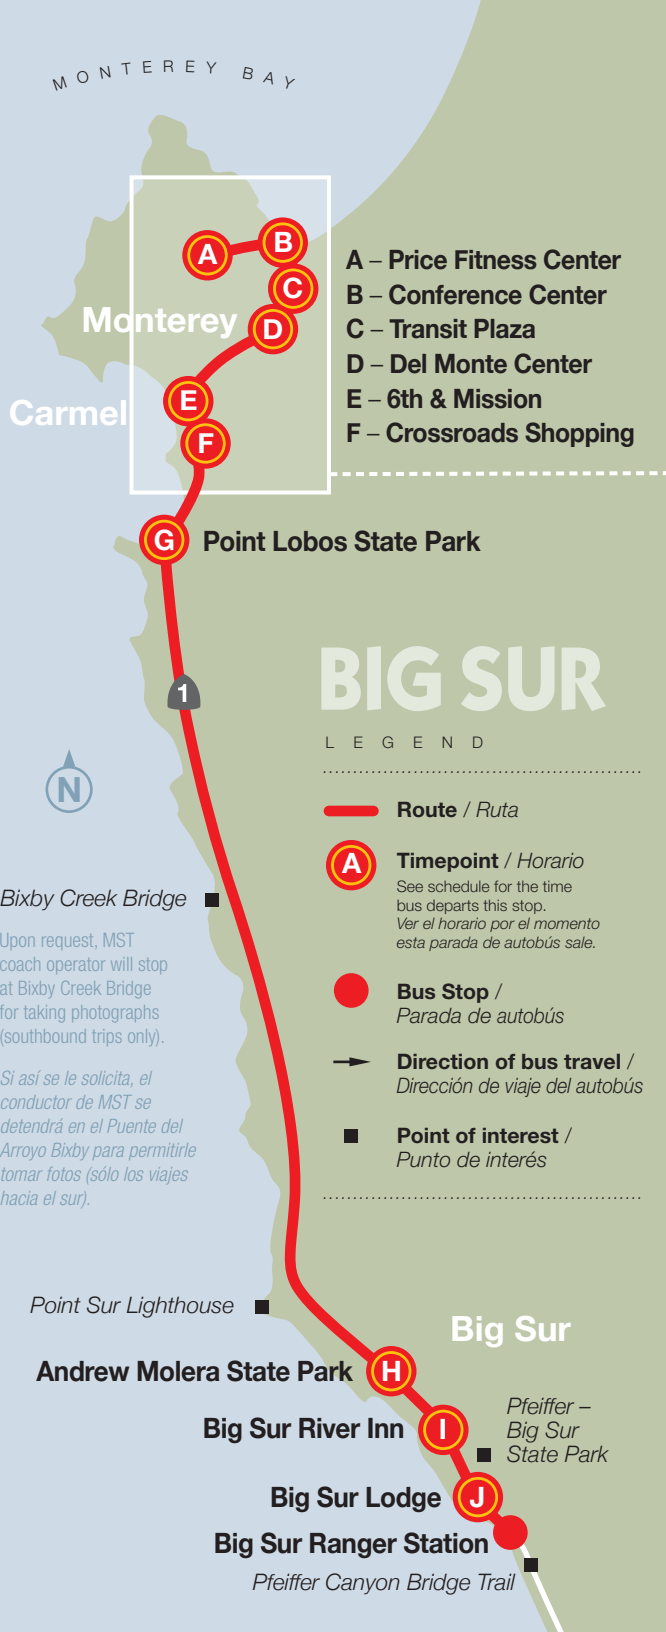 MONTEREY BAY
A
B
C
D
E
F
Monterey
Carmel
A – Price Fitness Center
B – Conference Center
C – Transit Plaza
D – Del Monte Center
E – 6th & Mission
F – Crossroads Shopping
G
Point Lobos State Park
1
N
BIG SUR
LEGEND
Route / Ruta
A
Timepoint / Horario
See schedule for the time
bus departs this stop.
Ver el horario por el momento
esta parada de autobús sale.
Bus Stop /
Parada de autobús
Direction of bus travel /
Dirección de viaje del autobús
Point of interest /
Punto de interés
Bixby Creek Bridge
Upon request, MST
coach operator will stop
at Bixby Creek Bridge
for taking photographs
(southbound trips only).
Si así se le solicita, el
conductor de MST se
detendrá en el Puente del
Arroyo Bixby para permitirle
tomar fotos (sólo los viajes
hacia el sur).
Point Sur Lighthouse
Big Sur
Andrew Molera State Park
H
Big Sur River Inn
I
Pfeiffer –
Big Sur
State Park
Big Sur Lodge
J
Big Sur Ranger Station
Pfeiffer Canyon Bridge Trail